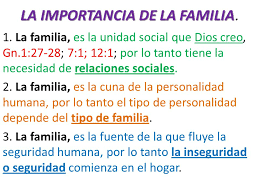 LA IMPORTANCIA DE LA FAMILIA.
1. La familia, es la unidad social que Dios creo,
Gn.1:27-28; 7:1; 12:1; por lo tanto tiene la
necesidad de relaciones sociales.
2. La familia, es la cuna de la personalidad
humana, por lo tanto el tipo de personalidad
depende del tipo de familia.
3. La familia, es la fuente de la que fluye la
seguridad humana, por lo tanto la inseguridad
o seguridad comienza en el hogar.